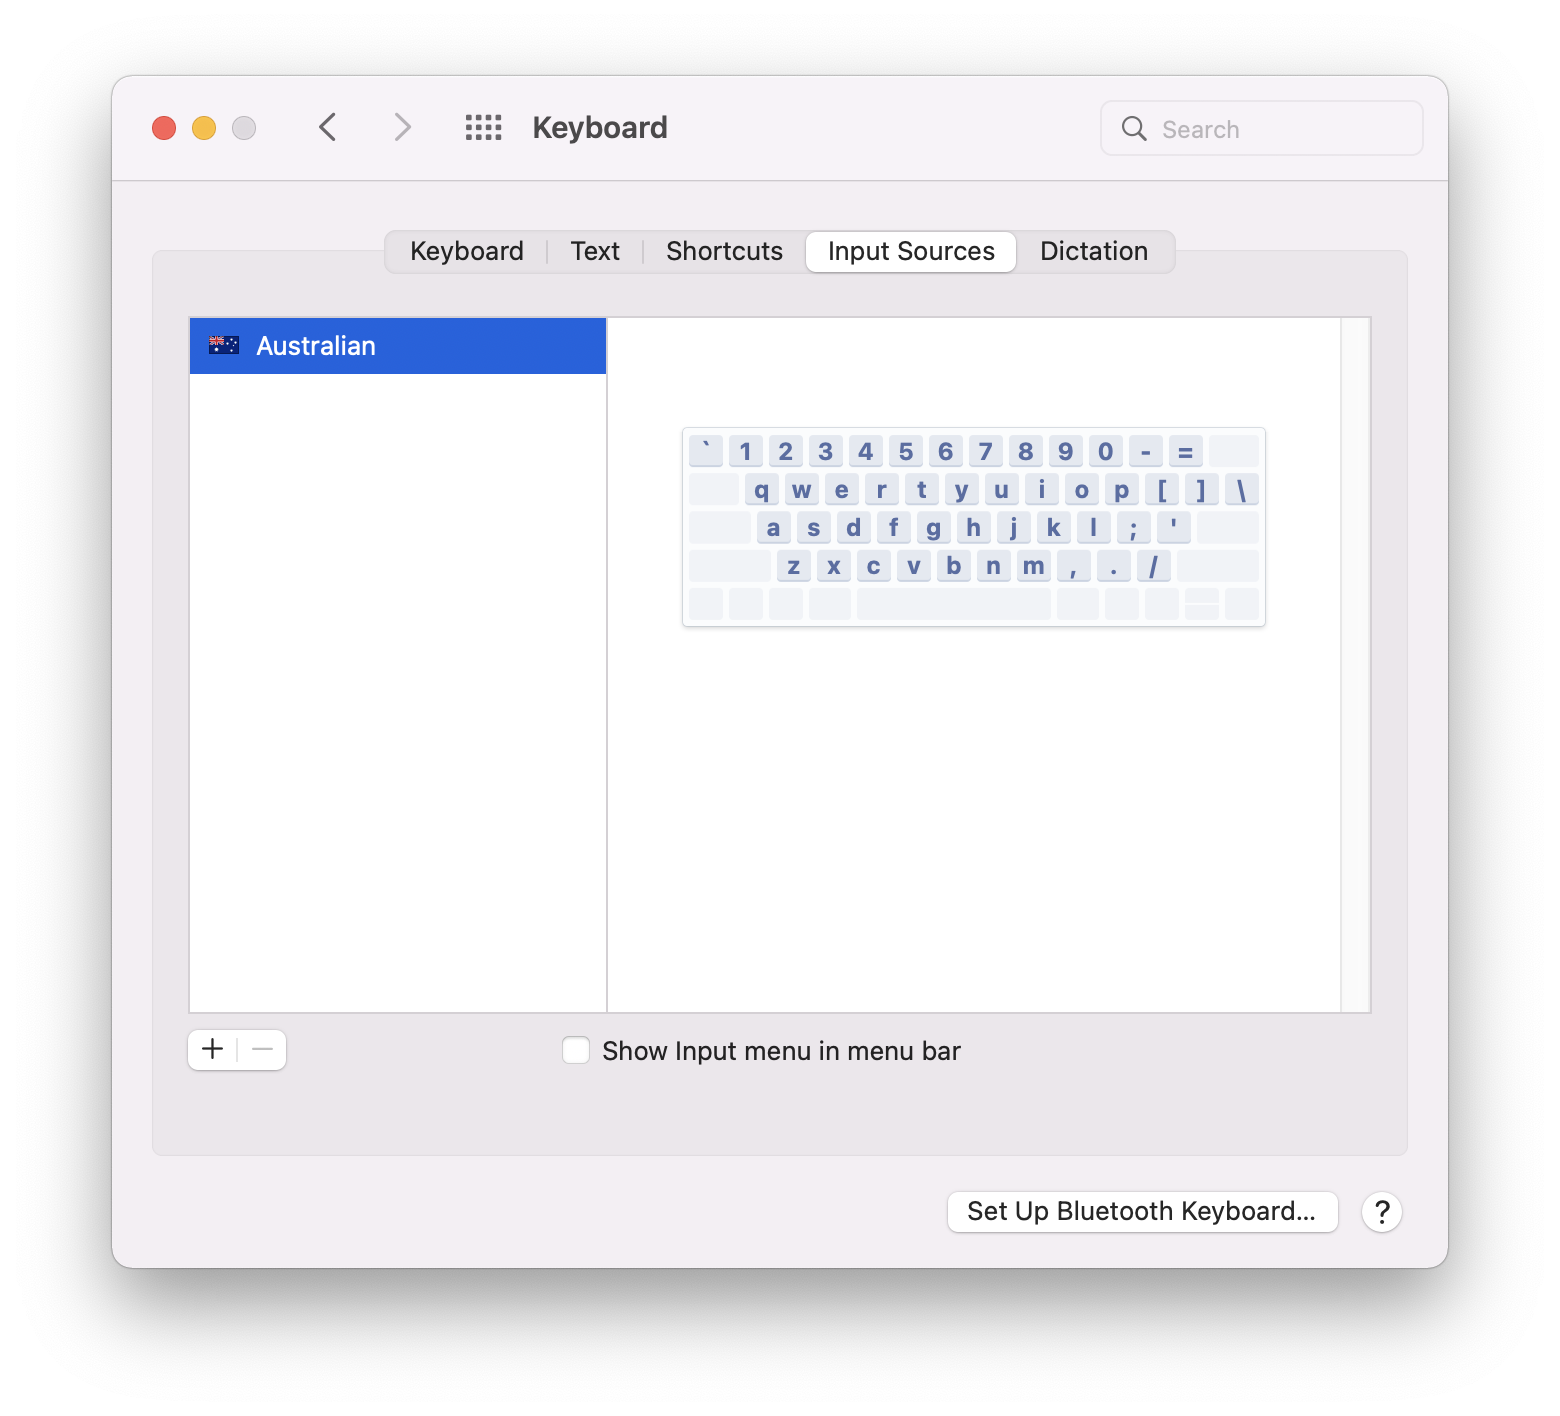 Keyboard
Search
Keyboard Text Shortcuts Input Sources Dictation
Australian
` 1 2 3 4 5 6 7 8 9 0 - =
q w e r t y u i o p [ ] \
a s d f g h j k l ; '
z x c v b n m , . /
+ −
Show Input menu in menu bar
Set Up Bluetooth Keyboard...
?